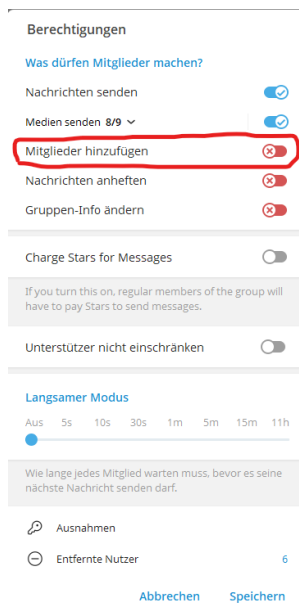 Berechtigungen
Was dürfen Mitglieder machen?
Nachrichten senden
Medien senden 8/9
Mitglieder hinzufügen
Nachrichten anheften
Gruppen-Info ändern
Charge Stars for Messages
If you turn this on, regular members of the group will
have to pay Stars to send messages.
Unterstützer nicht einschränken
Langsamer Modus
Aus 5s 10s 30s 1m 5m 15m 11h
Wie lange jedes Mitglied warten muss, bevor es seine
nächste Nachricht senden darf.
Ausnahmen
Entfernte Nutzer 6
Abbrechen Speichern